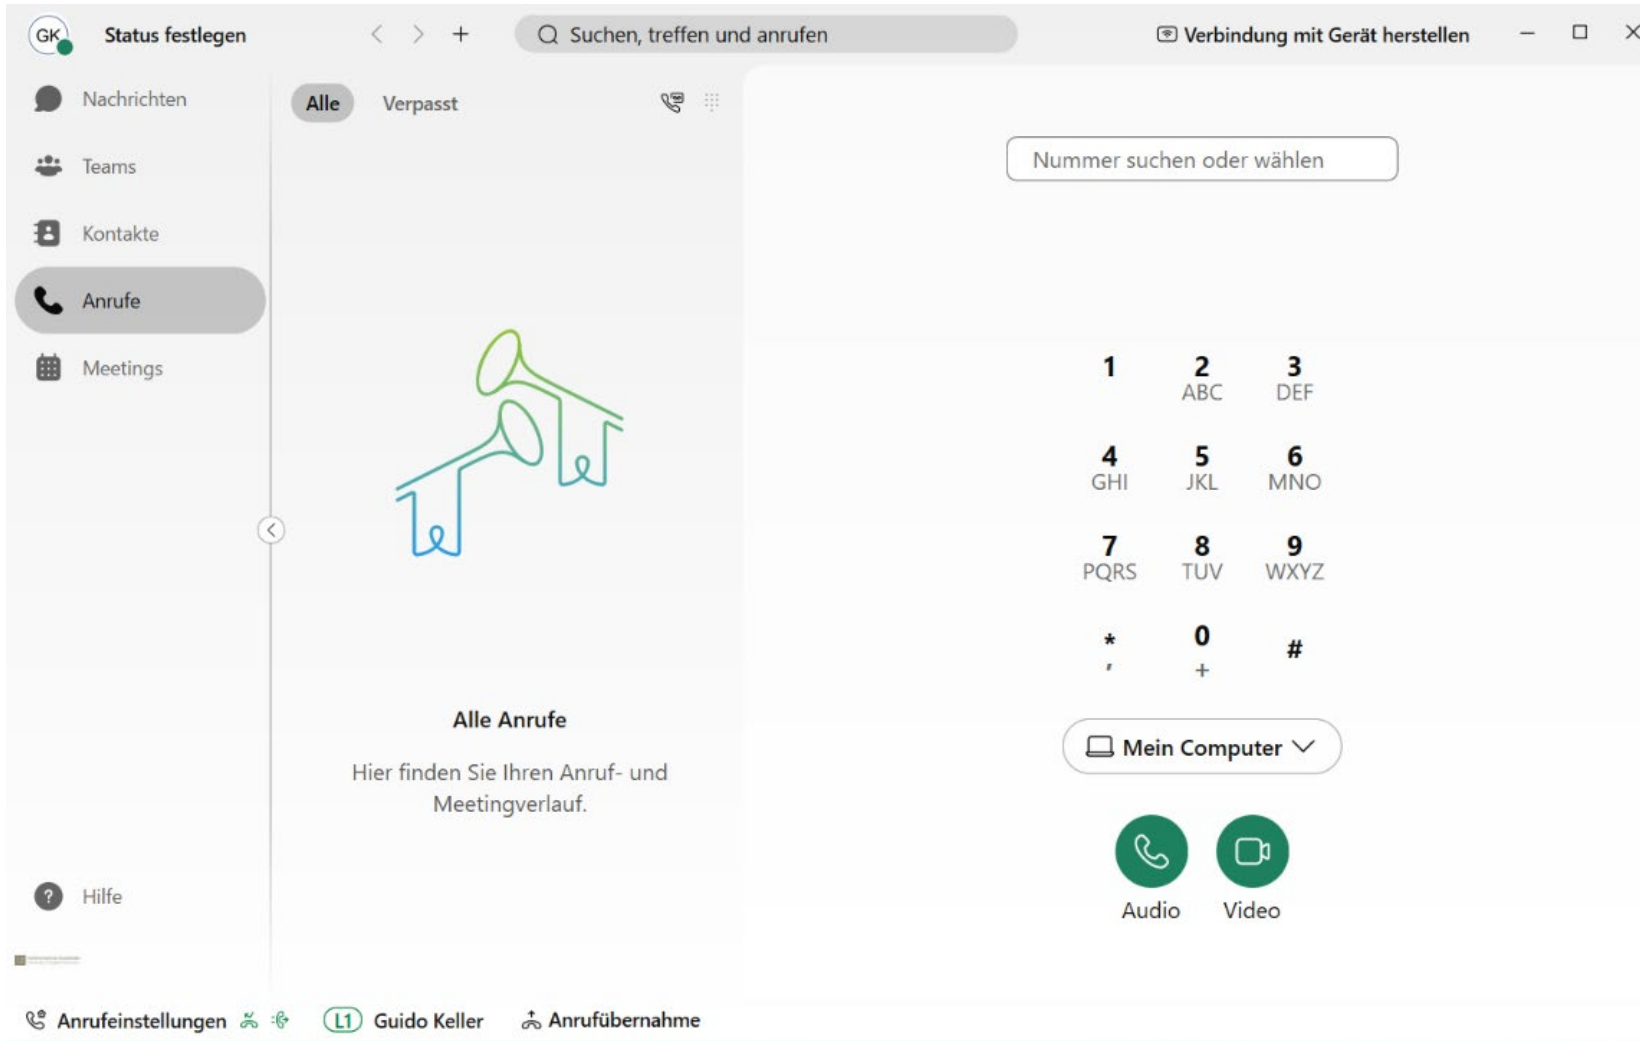 GK
Status festlegen
Suchen, treffen und anrufen
Verbindung mit Gerät herstellen
Nachrichten
Teams
Kontakte
Anrufe
Meetings
Hilfe
Alle
Verpasst
Alle Anrufe
Hier finden Sie Ihren Anruf- und
Meetingverlauf.
Nummer suchen oder wählen
1 2 3
ABC DEF
4 5 6
GHI JKL MNO
7 8 9
PQRS TUV WXYZ
* 0 #
, +
Mein Computer
Audio Video
Anrufeinstellungen L1 Guido Keller Anrufübernahme